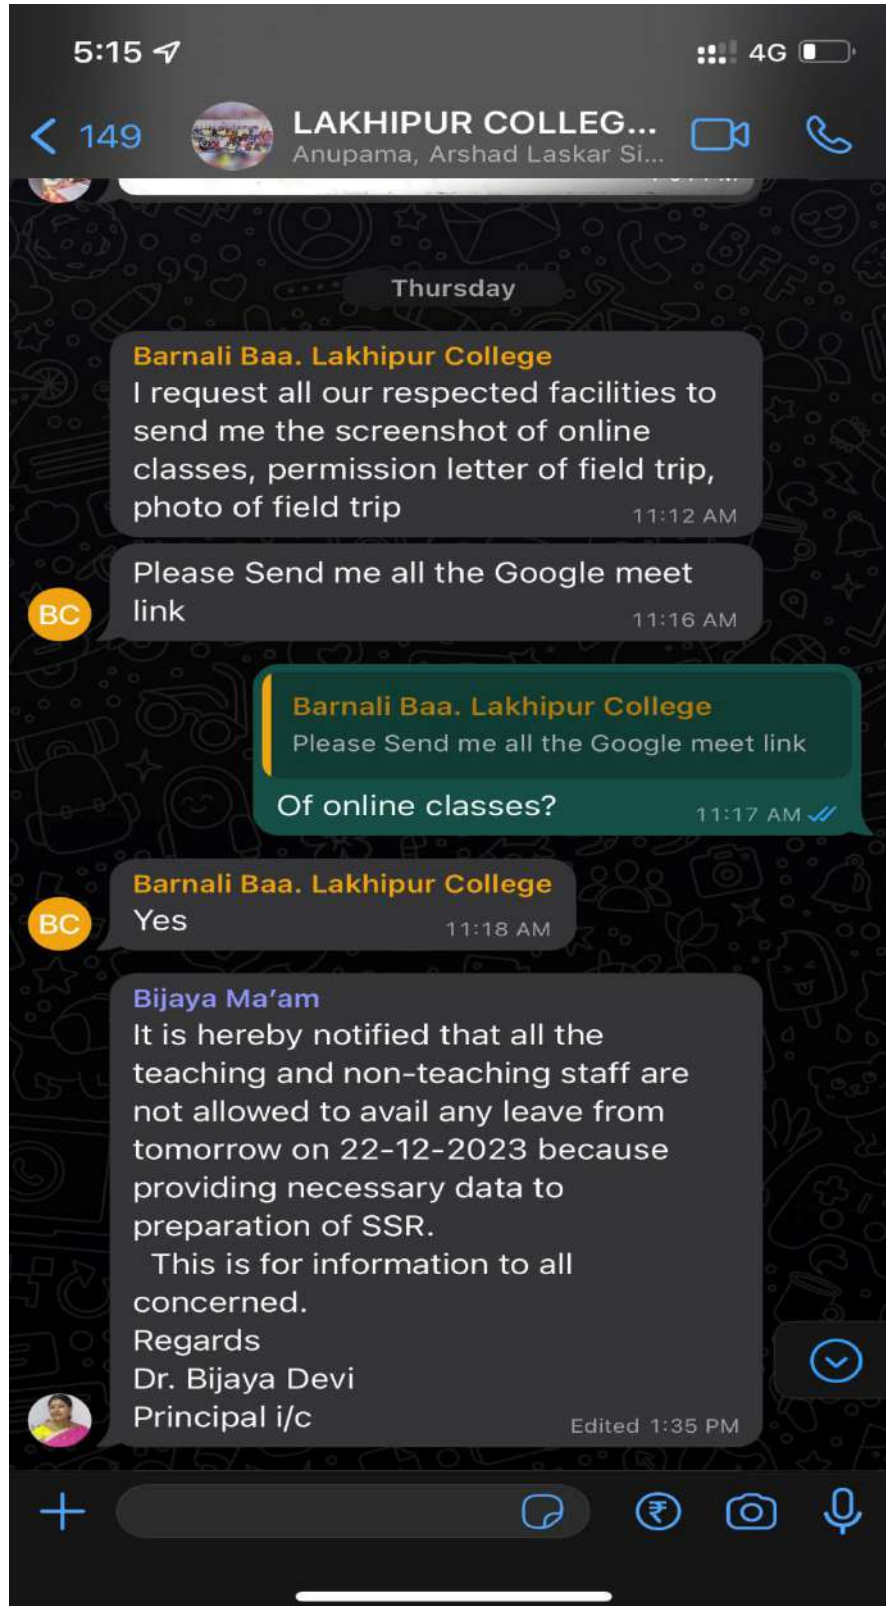 5:15
4G
149
LAKHIPUR COLLEG...
Anupama, Arshad Laskar Si...
Thursday
Barnali Baa. Lakhipur College
I request all our respected facilities to
send me the screenshot of online
classes, permission letter of field trip,
photo of field trip
11:12 AM
Please Send me all the Google meet
link
11:16 AM
BC
Barnali Baa. Lakhipur College
Please Send me all the Google meet link
Of online classes?
11:17 AM
Barnali Baa. Lakhipur College
BC
Yes
11:18 AM
Bijaya Ma’am
It is hereby notified that all the
teaching and non-teaching staff are
not allowed to avail any leave from
tomorrow on 22-12-2023 because
providing necessary data to
preparation of SSR.
This is for information to all
concerned.
Regards
Dr. Bijaya Devi
Principal i/c
Edited 1:35 PM
₹